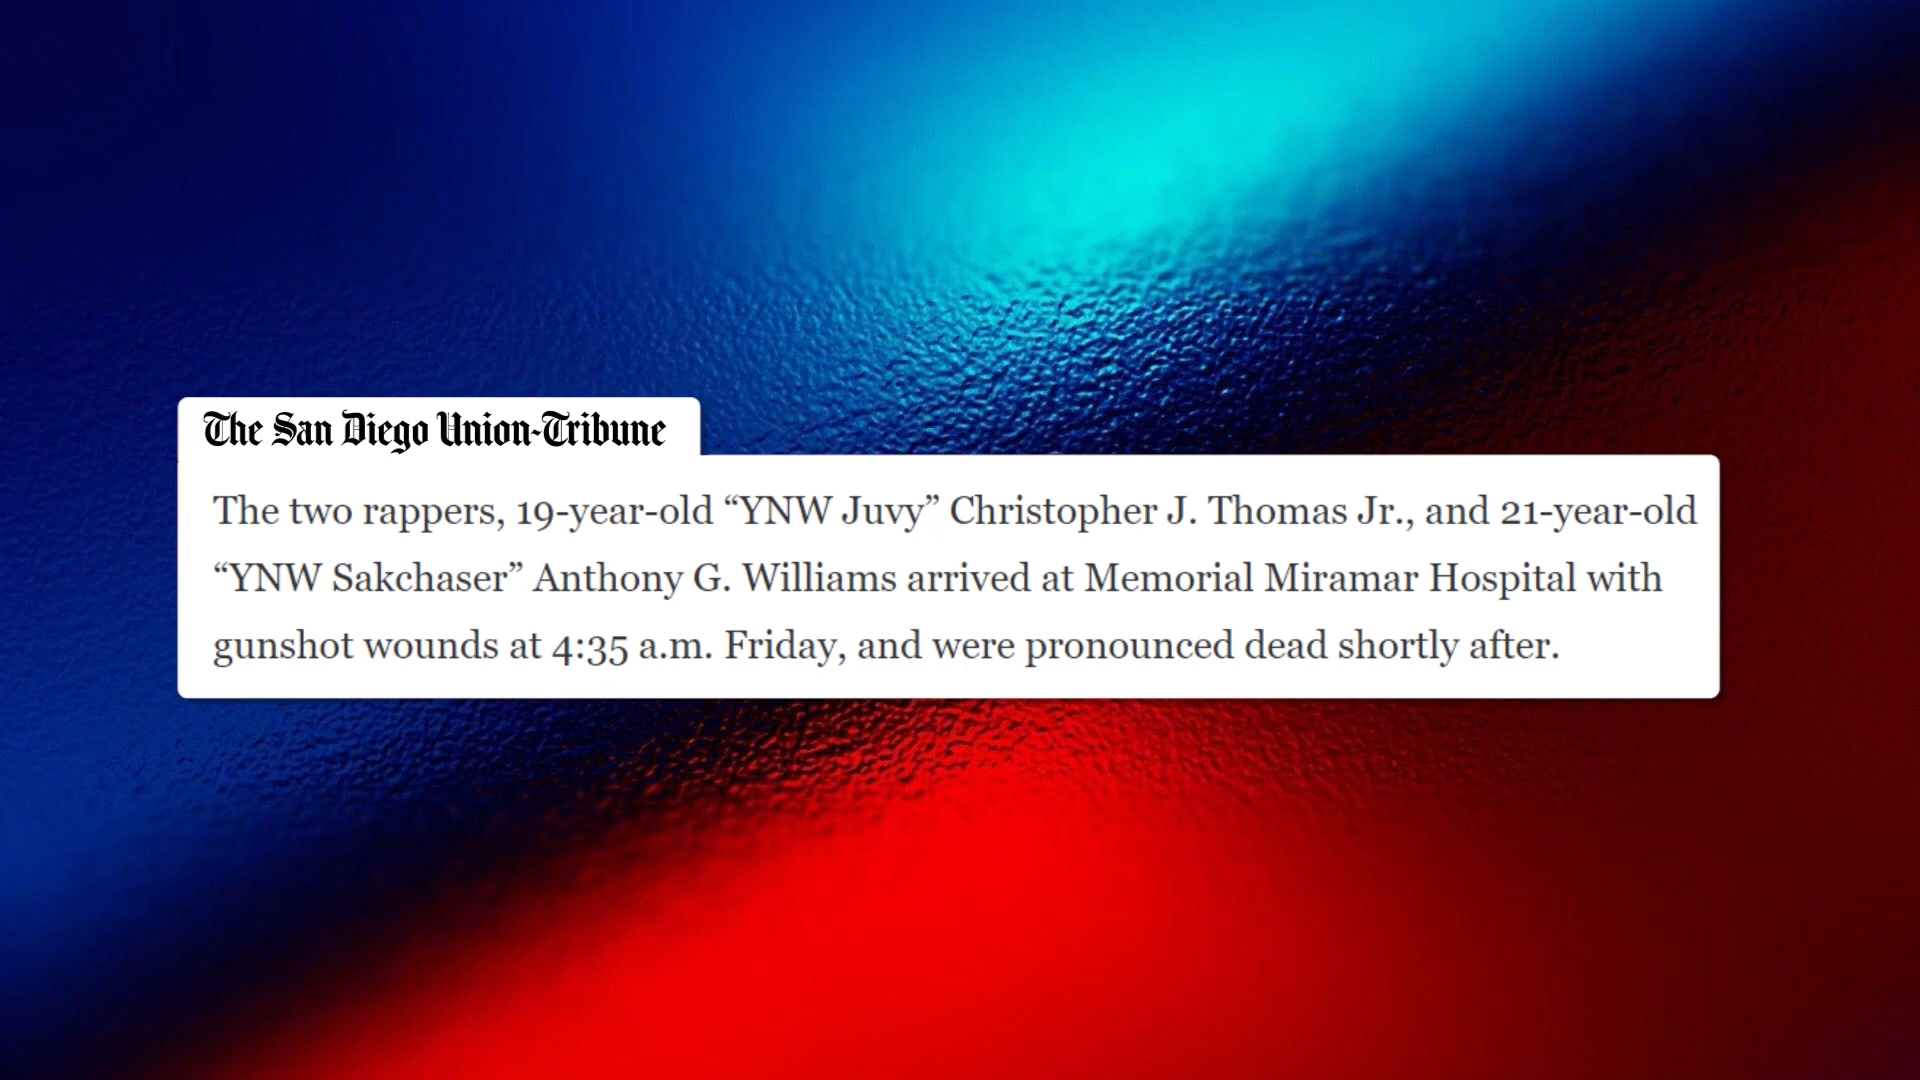 The San Diego Union-Tribune
The two rappers, 19-year-old “YNW Juvy” Christopher J. Thomas Jr., and 21-year-old
“YNW Sakchaser” Anthony G. Williams arrived at Memorial Miramar Hospital with
gunshot wounds at 4:35 a.m. Friday, and were pronounced dead shortly after.